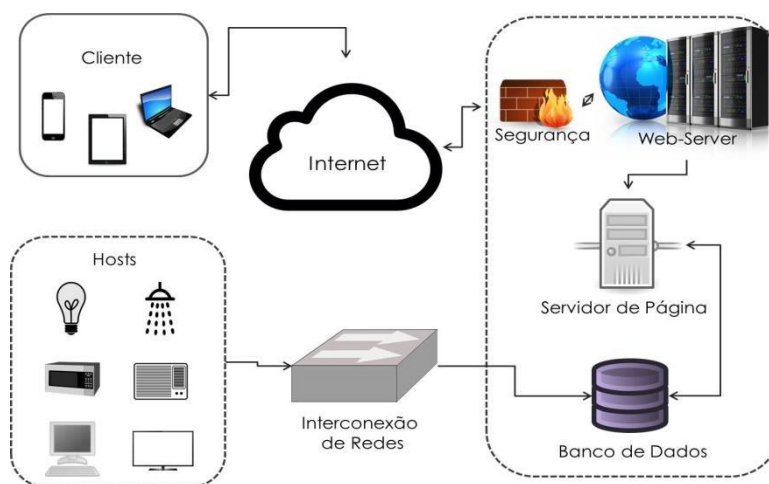 Cliente
Internet
Segurança
Web-Server
Servidor de Página
Hosts
Interconexão
de Redes
Banco de Dados